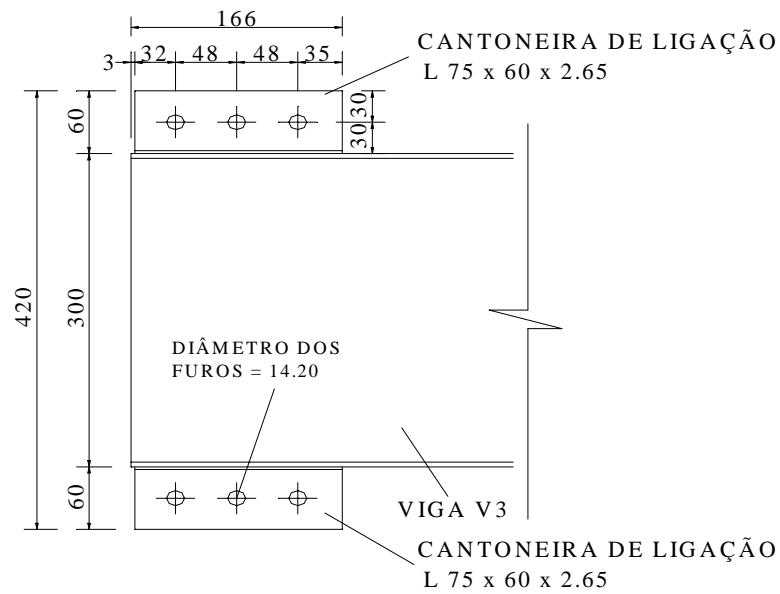 166
3 32 48 48 35
CANTONEIRA DE LIGAÇÃO
L 75 x 60 x 2.65
60
30
30
420
300
DIÂMETRO DOS
FUROS = 14.20
60
VIGA V3
CANTONEIRA DE LIGAÇÃO
L 75 x 60 x 2.65